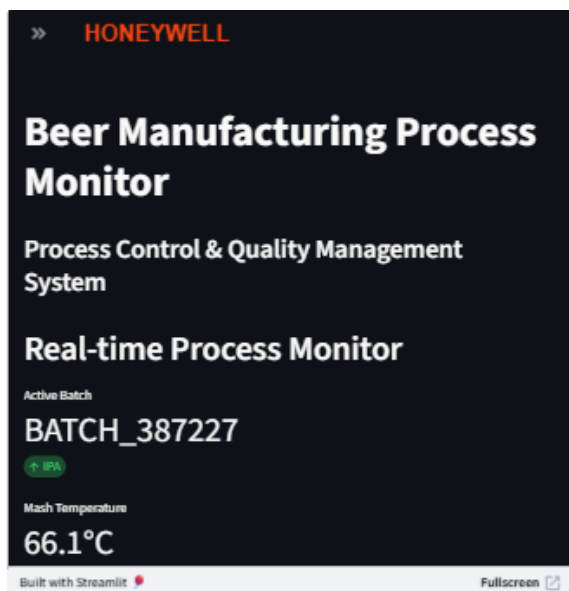 HONEYWELL
Beer Manufacturing Process
Monitor
Process Control & Quality Management
System
Real-time Process Monitor
Active Batch
BATCH_387227
↑ IPA
Mash Temperature
66.1°C
Built with Streamlit 🎈
Fullscreen